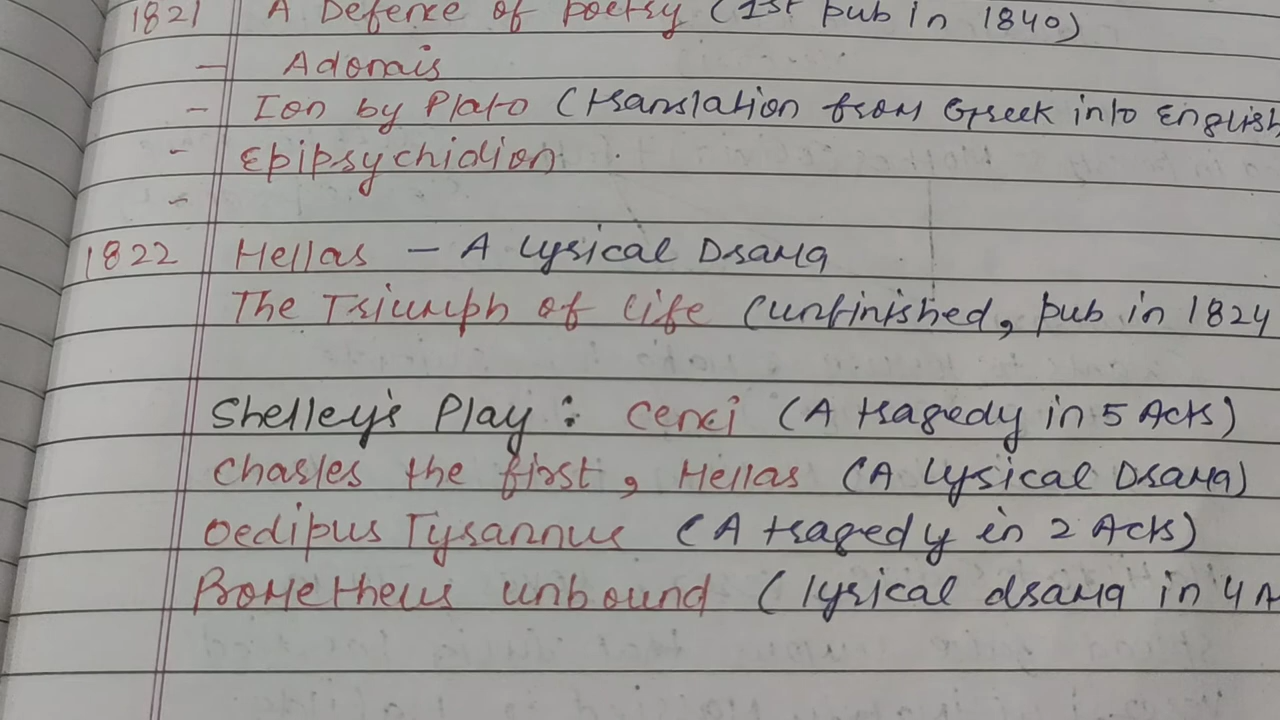 1821 A Defence of poetry (1st pub in 1840)
– Adonais
– Ion by Plato (translation from Greek into English
– Epipsychidion
–
1822 Hellas – A Lyrical Drama
The Triumph of life (unfinished, pub in 1824
Shelley's Play : Cenci (A tragedy in 5 Acts)
Charles the first, Hellas (A Lyrical Drama)
Oedipus Tyrannus (A tragedy in 2 Acts)
Prometheus unbound (lyrical drama in 4 A